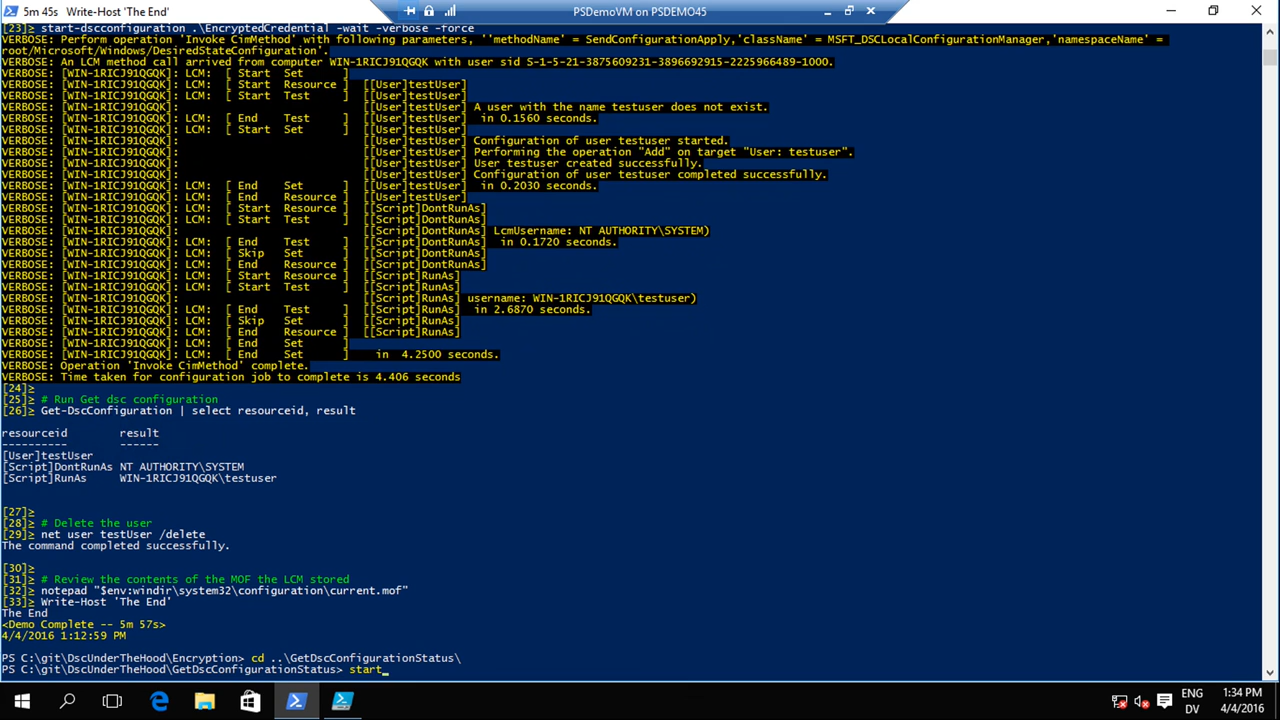 5m 45s Write-Host 'The End'
PSDemoVM on PSDEMO45
[23]> start-dscconfiguration .\EncryptedCredential -wait -verbose -force
VERBOSE: Perform operation 'Invoke CimMethod' with following parameters, ''methodName' = SendConfigurationApply,'className' = MSFT_DSCLocalConfigurationManager,'namespaceName' =
root/Microsoft/Windows/DesiredStateConfiguration'.
VERBOSE: An LCM method call arrived from computer WIN-1RICJ91QGQK with user sid S-1-5-21-3875609231-3896692915-2225966489-1000.
VERBOSE: [WIN-1RICJ91QGQK]: LCM: [ Start Set ]
VERBOSE: [WIN-1RICJ91QGQK]: LCM: [ Start Resource ] [[User]testUser]
VERBOSE: [WIN-1RICJ91QGQK]: LCM: [ Start Test ] [[User]testUser]
VERBOSE: [WIN-1RICJ91QGQK]: [[User]testUser] A user with the name testuser does not exist.
VERBOSE: [WIN-1RICJ91QGQK]: LCM: [ End Test ] [[User]testUser] in 0.1560 seconds.
VERBOSE: [WIN-1RICJ91QGQK]: LCM: [ Start Set ] [[User]testUser]
VERBOSE: [WIN-1RICJ91QGQK]: [[User]testUser] Configuration of user testuser started.
VERBOSE: [WIN-1RICJ91QGQK]: [[User]testUser] Performing the operation "Add" on target "User: testuser".
VERBOSE: [WIN-1RICJ91QGQK]: [[User]testUser] User testuser created successfully.
VERBOSE: [WIN-1RICJ91QGQK]: [[User]testUser] Configuration of user testuser completed successfully.
VERBOSE: [WIN-1RICJ91QGQK]: LCM: [ End Set ] [[User]testUser] in 0.2030 seconds.
VERBOSE: [WIN-1RICJ91QGQK]: LCM: [ End Resource ] [[User]testUser]
VERBOSE: [WIN-1RICJ91QGQK]: LCM: [ Start Resource ] [[Script]DontRunAs]
VERBOSE: [WIN-1RICJ91QGQK]: LCM: [ Start Test ] [[Script]DontRunAs]
VERBOSE: [WIN-1RICJ91QGQK]: [[Script]DontRunAs] LcmUsername: NT AUTHORITY\SYSTEM)
VERBOSE: [WIN-1RICJ91QGQK]: LCM: [ End Test ] [[Script]DontRunAs] in 0.1720 seconds.
VERBOSE: [WIN-1RICJ91QGQK]: LCM: [ Skip Set ] [[Script]DontRunAs]
VERBOSE: [WIN-1RICJ91QGQK]: LCM: [ End Resource ] [[Script]DontRunAs]
VERBOSE: [WIN-1RICJ91QGQK]: LCM: [ Start Resource ] [[Script]RunAs]
VERBOSE: [WIN-1RICJ91QGQK]: LCM: [ Start Test ] [[Script]RunAs]
VERBOSE: [WIN-1RICJ91QGQK]: [[Script]RunAs] username: WIN-1RICJ91QGQK\testuser)
VERBOSE: [WIN-1RICJ91QGQK]: LCM: [ End Test ] [[Script]RunAs] in 2.6870 seconds.
VERBOSE: [WIN-1RICJ91QGQK]: LCM: [ Skip Set ] [[Script]RunAs]
VERBOSE: [WIN-1RICJ91QGQK]: LCM: [ End Resource ] [[Script]RunAs]
VERBOSE: [WIN-1RICJ91QGQK]: LCM: [ End Set ]
VERBOSE: [WIN-1RICJ91QGQK]: LCM: [ End Set ] in 4.2500 seconds.
VERBOSE: Operation 'Invoke CimMethod' complete.
VERBOSE: Time taken for configuration job to complete is 4.406 seconds
[24]>
[25]> # Run Get dsc configuration
[26]> Get-DscConfiguration | select resourceid, result
resourceid result
---------- ------
[User]testUser
[Script]DontRunAs NT AUTHORITY\SYSTEM
[Script]RunAs WIN-1RICJ91QGQK\testuser
[27]>
[28]> # Delete the user
[29]> net user testUser /delete
The command completed successfully.
[30]>
[31]> # Review the contents of the MOF the LCM stored
[32]> notepad "$env:windir\system32\configuration\current.mof"
[33]> Write-Host 'The End'
The End
<Demo Complete -- 5m 57s>
4/4/2016 1:12:59 PM
PS C:\git\DscUnderTheHood\Encryption> cd ..\GetDscConfigurationStatus\
PS C:\git\DscUnderTheHood\GetDscConfigurationStatus> start_
ENG
DV
1:34 PM
4/4/2016